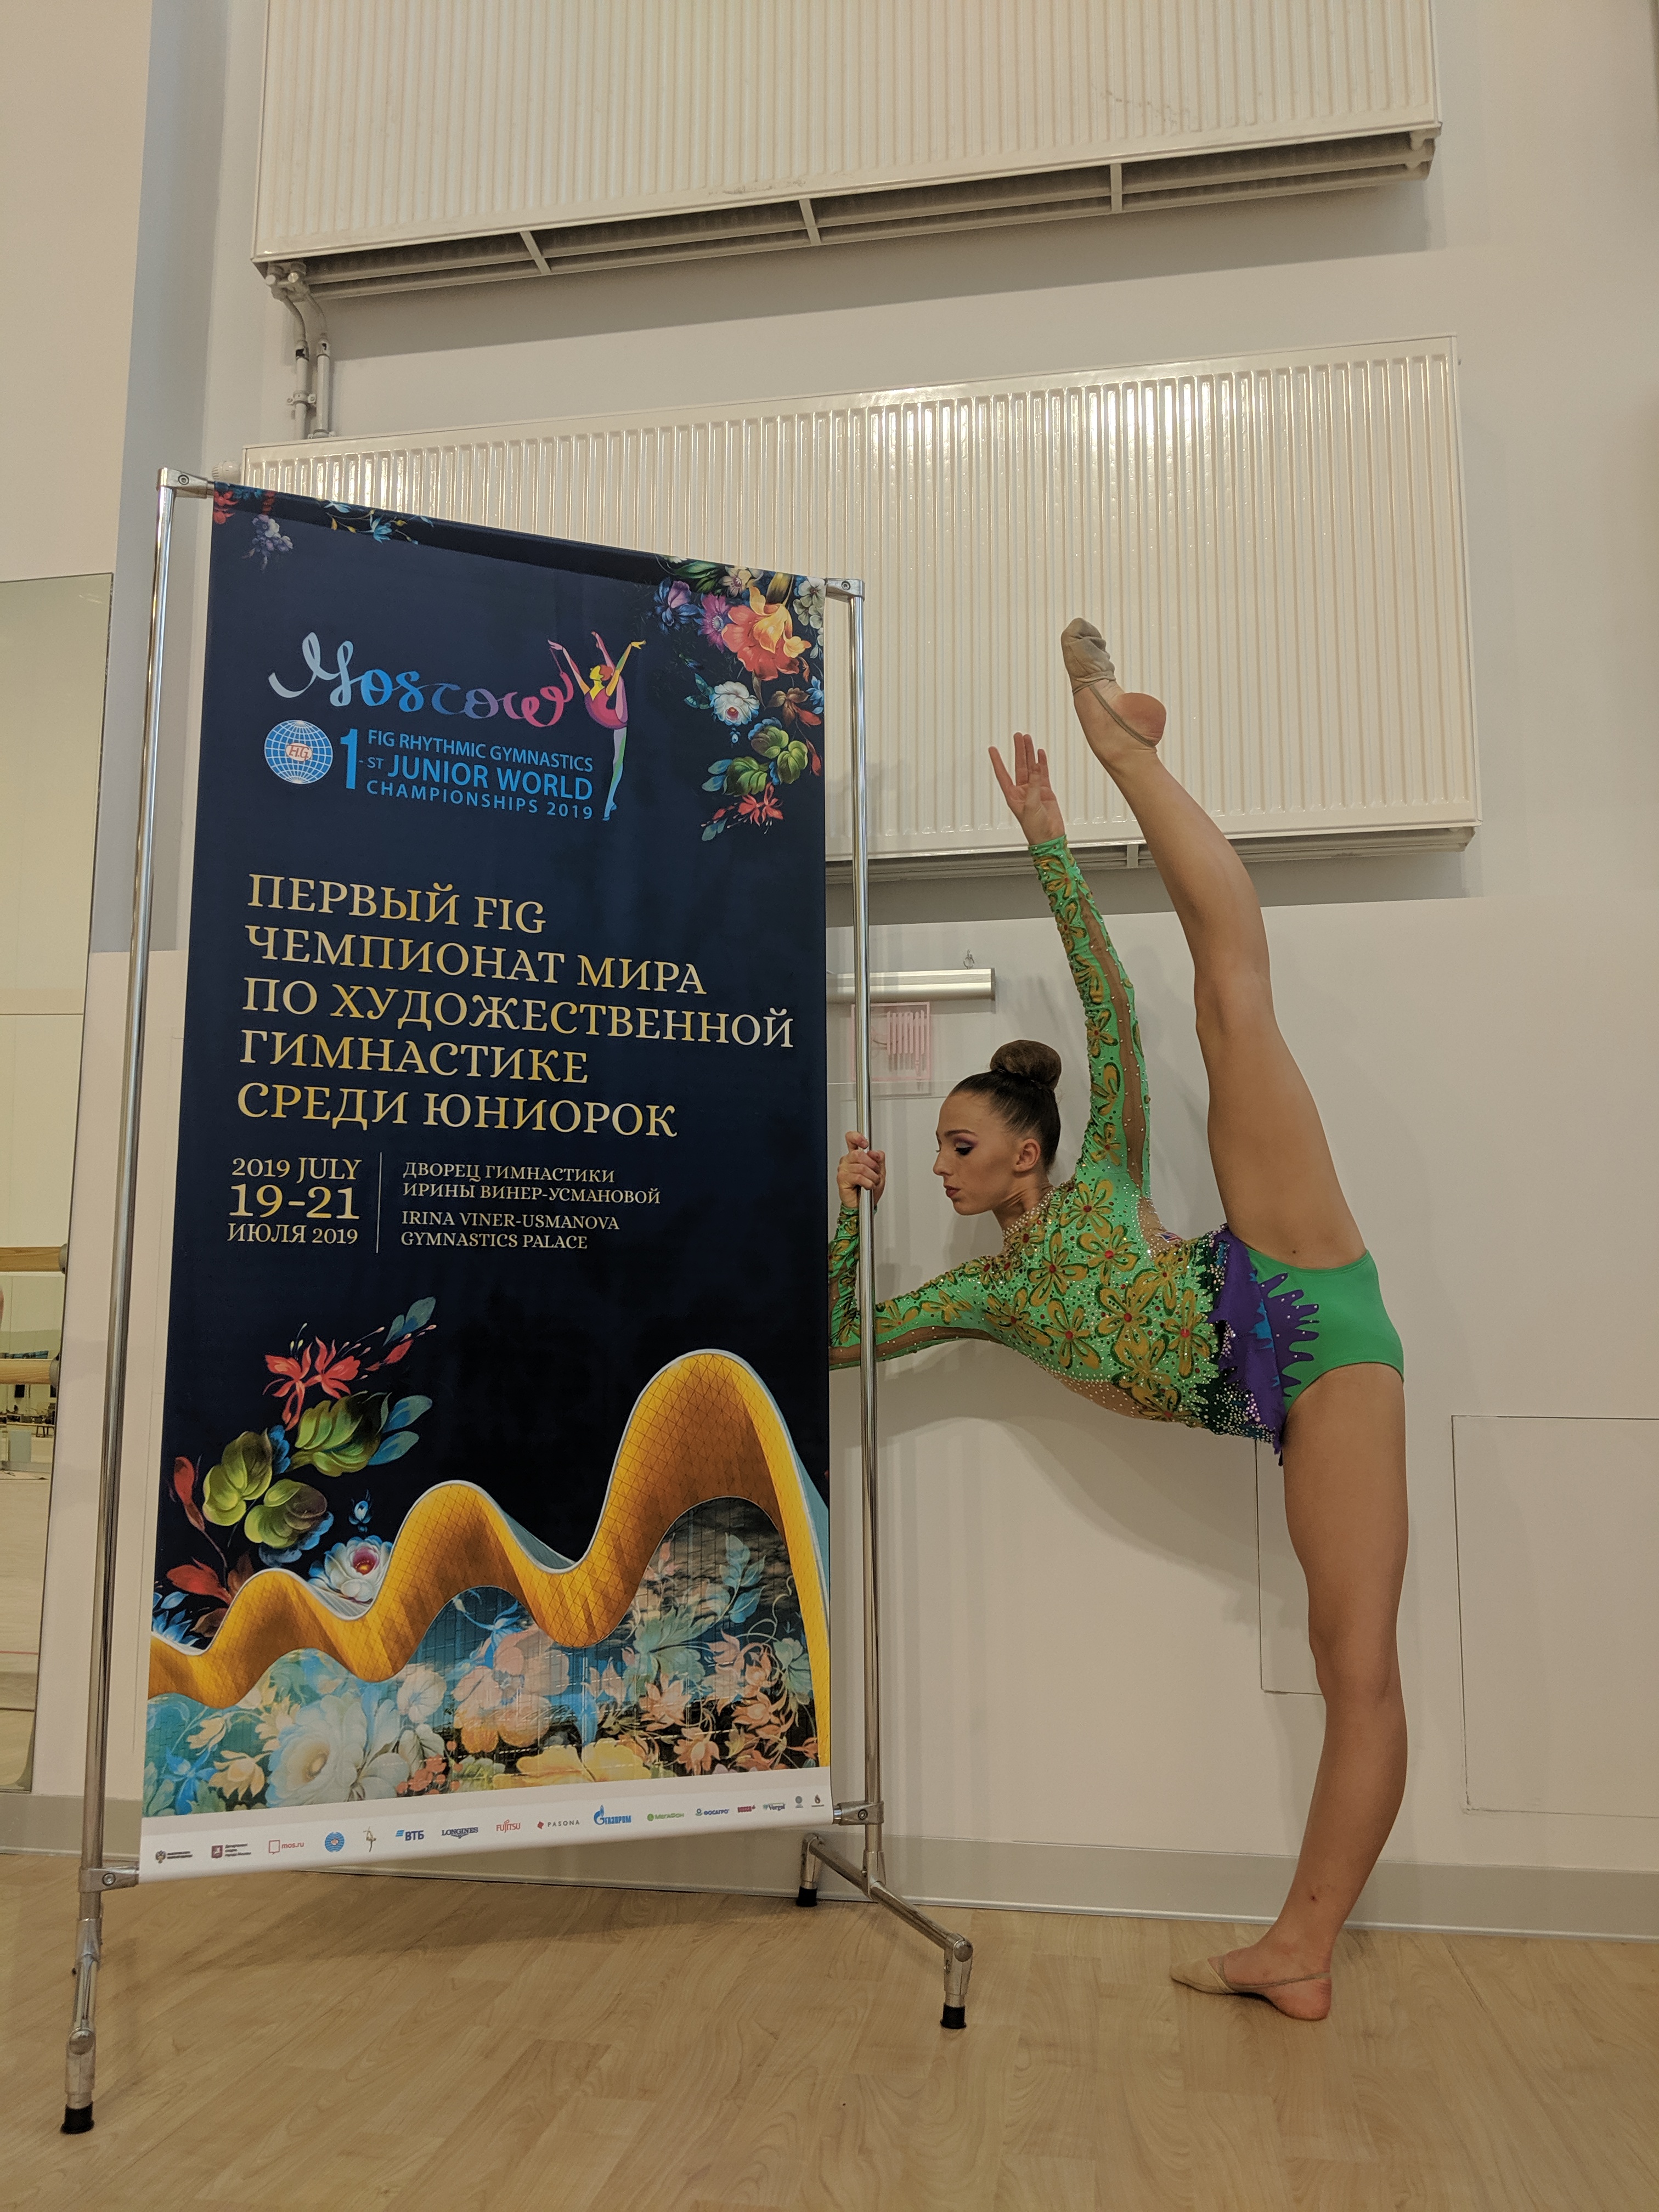 Moscow
FIG
1-ST
FIG RHYTHMIC GYMNASTICS
JUNIOR WORLD
CHAMPIONSHIPS 2019
ПЕРВЫЙ FIG
ЧЕМПИОНАТ МИРА
ПО ХУДОЖЕСТВЕННОЙ
ГИМНАСТИКЕ
СРЕДИ ЮНИОРОК
2019 JULY
19-21
ИЮЛЯ 2019
ДВОРЕЦ ГИМНАСТИКИ
ИРИНЫ ВИНЕР-УСМАНОВОЙ
IRINA VINER-USMANOVA
GYMNASTICS PALACE
mos.ru ВТБ LONGINES FUJITSU PASONA ГАЗПРОМ МЕГАФОН ФОСАГРО Vergel